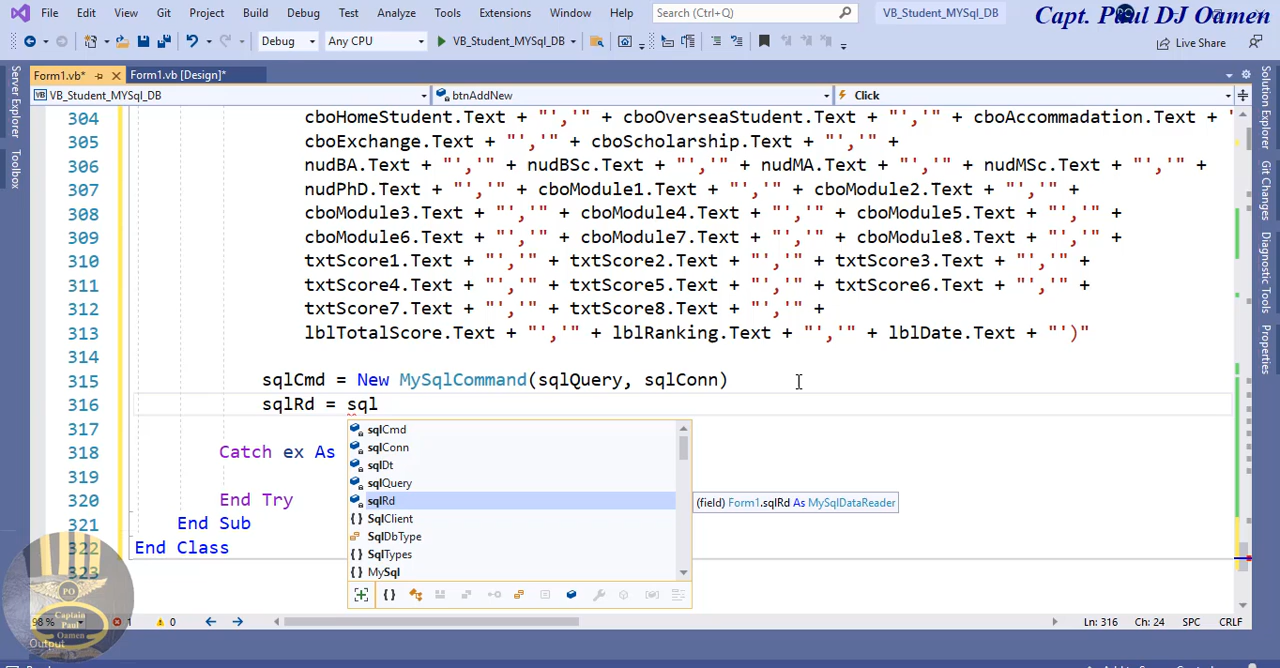 File Edit View Git Project Build Debug Test Analyze Tools Extensions Window Help Search (Ctrl+Q) VB_Student_MYSql_DB
Capt. Paul DJ Oamen
Debug Any CPU VB_Student_MYSql_DB Live Share
Form1.vb* Form1.vb [Design]*
VB_Student_MYSql_DB btnAddNew Click
Server Explorer
Toolbox
Solution Explorer
Git Changes
Diagnostic Tools
Properties
304 cboHomeStudent.Text + "','" + cboOverseaStudent.Text + "','" + cboAccommadation.Text + "
305 cboExchange.Text + "','" + cboScholarship.Text + "','" +
306 nudBA.Text + "','" + nudBSc.Text + "','" + nudMA.Text + "','" + nudMSc.Text + "','" +
307 nudPhD.Text + "','" + cboModule1.Text + "','" + cboModule2.Text + "','" +
308 cboModule3.Text + "','" + cboModule4.Text + "','" + cboModule5.Text + "','" +
309 cboModule6.Text + "','" + cboModule7.Text + "','" + cboModule8.Text + "','" +
310 txtScore1.Text + "','" + txtScore2.Text + "','" + txtScore3.Text + "','" +
311 txtScore4.Text + "','" + txtScore5.Text + "','" + txtScore6.Text + "','" +
312 txtScore7.Text + "','" + txtScore8.Text + "','" +
313 lblTotalScore.Text + "','" + lblRanking.Text + "','" + lblDate.Text + "')"
314
315 sqlCmd = New MySqlCommand(sqlQuery, sqlConn)
316 sqlRd = sql
317
318 Catch ex As
319
320 End Try
321 End Sub
322 End Class
323
sqlCmd
sqlConn
sqlDt
sqlQuery
sqlRd
(field) Form1.sqlRd As MySqlDataReader
SqlClient
SqlDbType
SqlTypes
MySql
PO
Captain
Paul
Oamen
98 % 1 0 Ln: 316 Ch: 24 SPC CRLF
Output